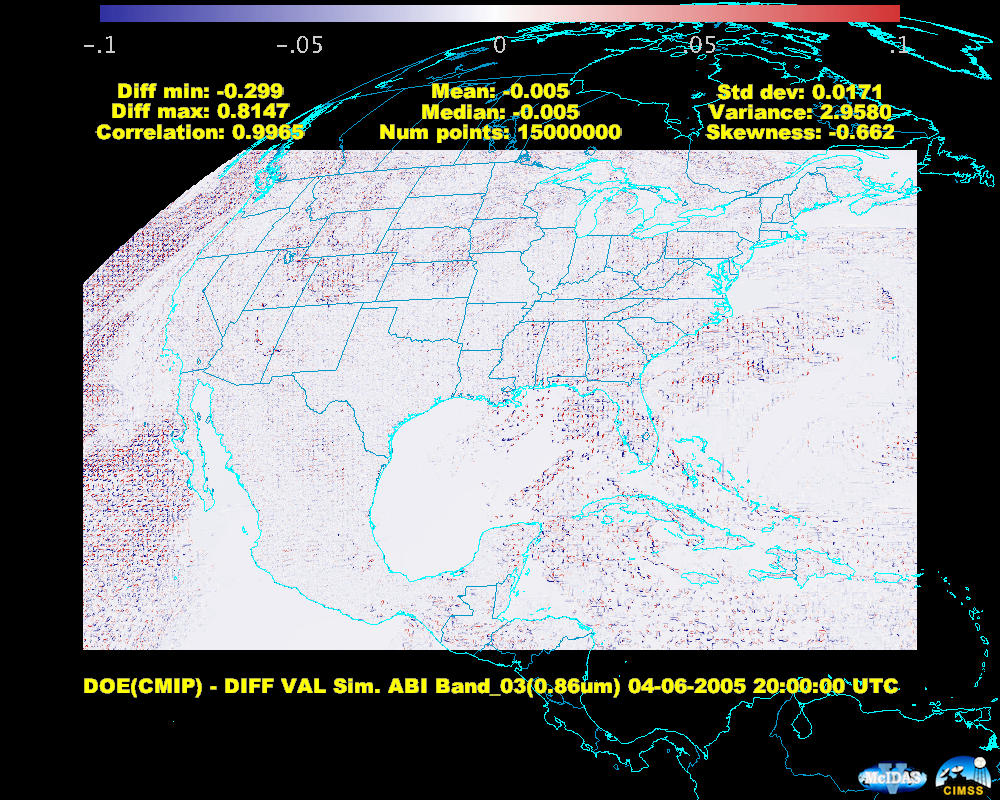 -.1 -.05 0 .05 .1
Diff min: -0.299 Mean: -0.005 Std dev: 0.0171
Diff max: 0.8147 Median: -0.005 Variance: 2.9580
Correlation: 0.9965 Num points: 15000000 Skewness: -0.662
DOE(CMIP) - DIFF VAL Sim. ABI Band_03(0.86um) 04-06-2005 20:00:00 UTC
McIDAS V
CIMSS